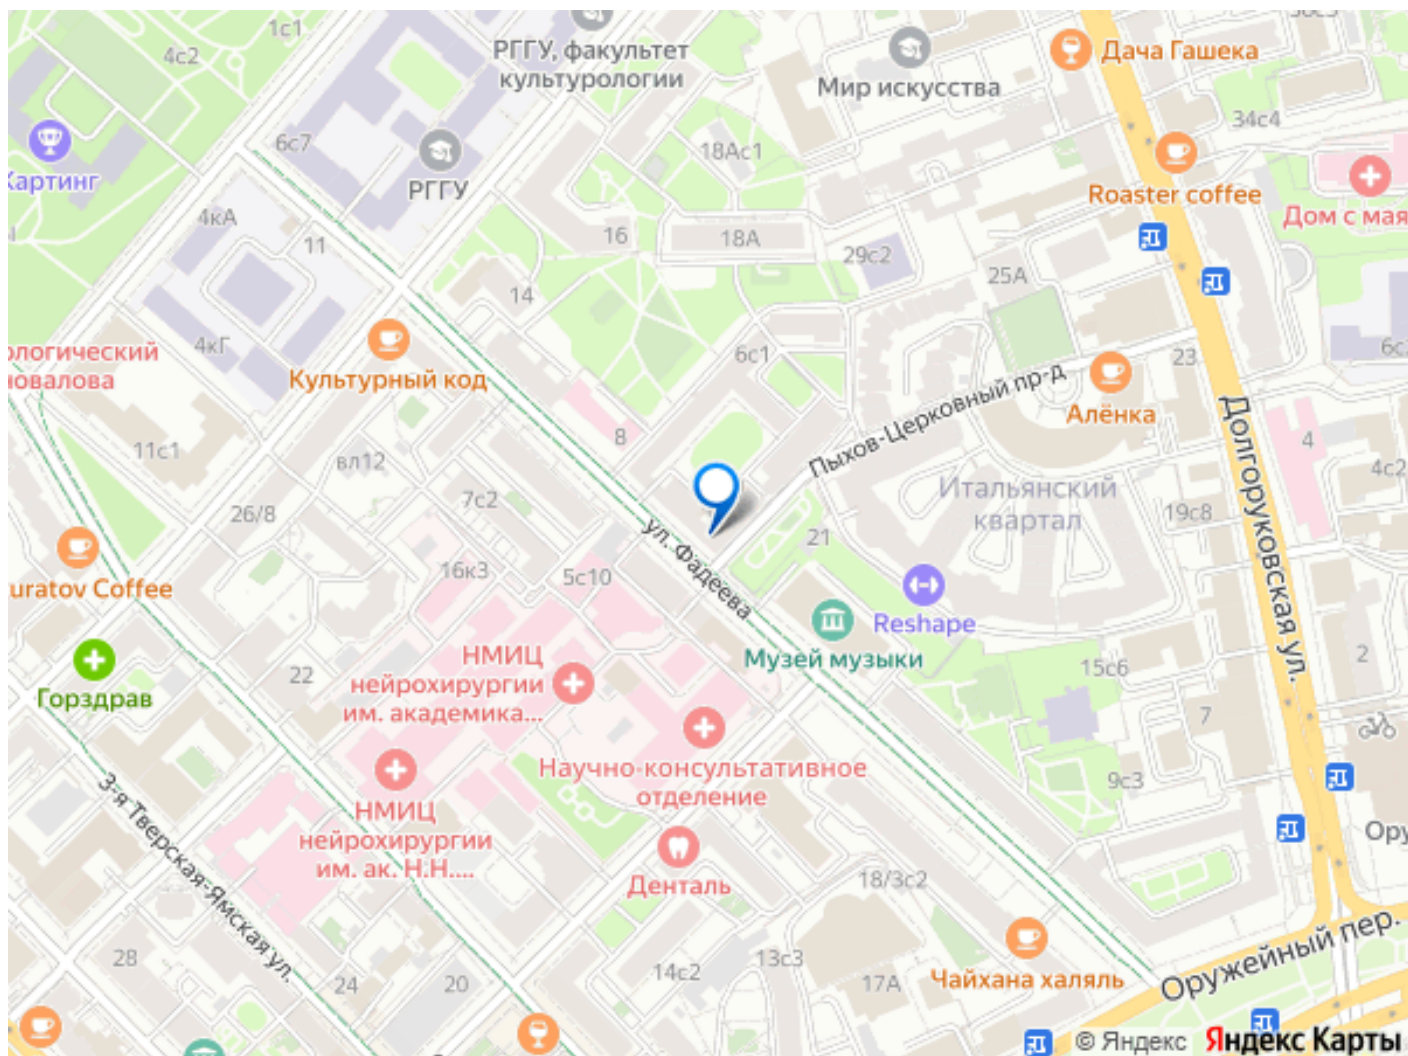 1с1
4с2
РГГУ, факультет
культурологии
Мир искусства
Дача Гашека
34с4
6с7
18Ас1
Картинг
РГГУ
Roaster coffee
Дом с мая
4кА
11
16
18А
29с2
25А
14
4кГ
6с1
23
6с
ологический
новалова
Культурный код
Пыхов-Церковный пр-д
Алёнка
Долгоруковская ул.
11с1
вл12
8
4
4с2
7с2
Итальянский
квартал
19с8
26/8
ул. Фадеева
21
16к3
5с10
uratov Coffee
Reshape
22
НМИЦ
нейрохирургии
им. академика...
Музей музыки
15с6
2
Горздрав
7
Научно-консультативное
отделение
9с3
3-я Тверская-Ямская ул.
НМИЦ
нейрохирургии
им. ак. Н.Н....
Ору
Денталь
18/3с2
28
24
20
14с2
13с3
17А
Чайхана халяль
Оружейный пер.
© Яндекс Яндекс Карты